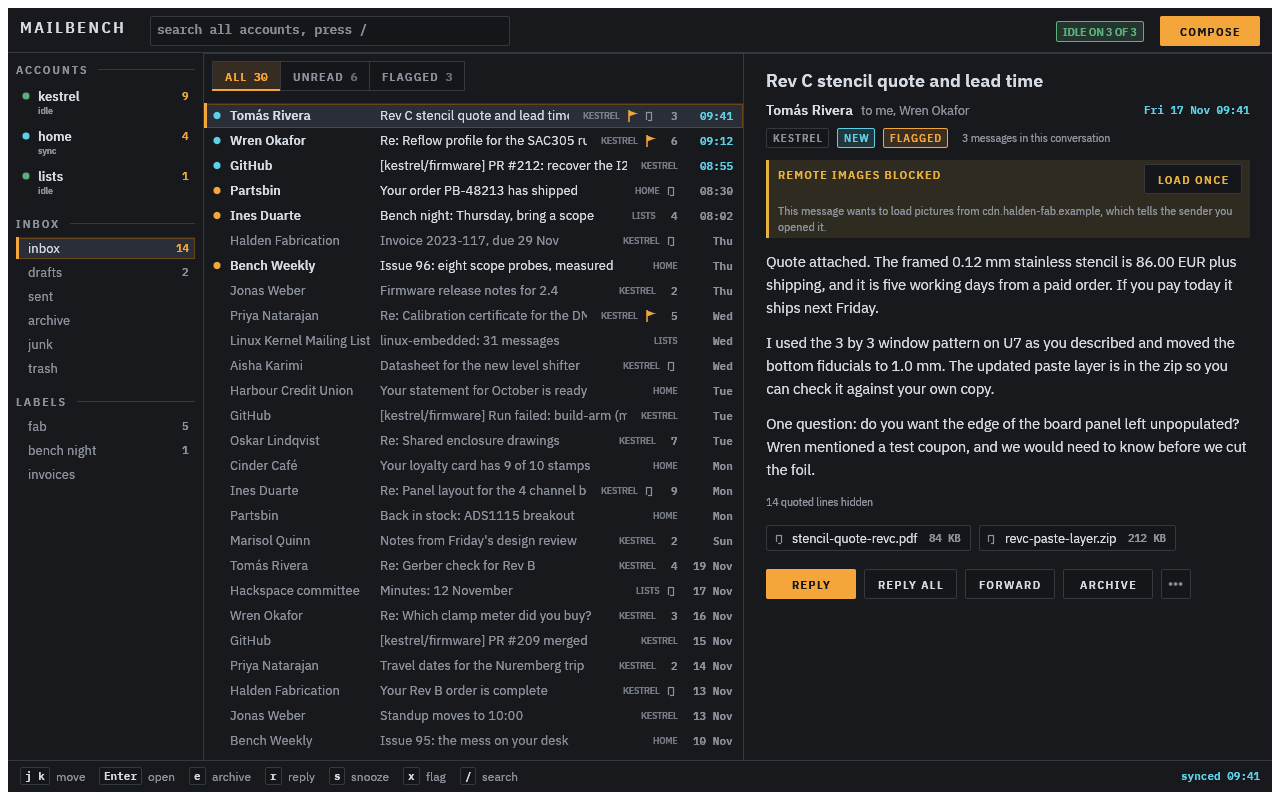 MAILBENCH
search all accounts, press /
IDLE ON 3 OF 3
COMPOSE
ACCOUNTS
kestrel 9
idle
home 4
sync
lists 1
idle
INBOX
inbox 14
drafts 2
sent
archive
junk
trash
LABELS
fab 5
bench night 1
invoices
ALL 30 UNREAD 6 FLAGGED 3
Tomás Rivera Rev C stencil quote and lead time KESTREL 3 09:41
Wren Okafor Re: Reflow profile for the SAC305 ru KESTREL 6 09:12
GitHub [kestrel/firmware] PR #212: recover the I2 KESTREL 08:55
Partsbin Your order PB-48213 has shipped HOME 08:30
Ines Duarte Bench night: Thursday, bring a scope LISTS 4 08:02
Halden Fabrication Invoice 2023-117, due 29 Nov KESTREL Thu
Bench Weekly Issue 96: eight scope probes, measured HOME Thu
Jonas Weber Firmware release notes for 2.4 KESTREL 2 Thu
Priya Natarajan Re: Calibration certificate for the DM KESTREL 5 Wed
Linux Kernel Mailing List linux-embedded: 31 messages LISTS Wed
Aisha Karimi Datasheet for the new level shifter KESTREL Wed
Harbour Credit Union Your statement for October is ready HOME Tue
GitHub [kestrel/firmware] Run failed: build-arm (m KESTREL Tue
Oskar Lindqvist Re: Shared enclosure drawings KESTREL 7 Tue
Cinder Café Your loyalty card has 9 of 10 stamps HOME Mon
Ines Duarte Re: Panel layout for the 4 channel b KESTREL 9 Mon
Partsbin Back in stock: ADS1115 breakout HOME Mon
Marisol Quinn Notes from Friday's design review KESTREL 2 Sun
Tomás Rivera Re: Gerber check for Rev B KESTREL 4 19 Nov
Hackspace committee Minutes: 12 November LISTS 17 Nov
Wren Okafor Re: Which clamp meter did you buy? KESTREL 3 16 Nov
GitHub [kestrel/firmware] PR #209 merged KESTREL 15 Nov
Priya Natarajan Travel dates for the Nuremberg trip KESTREL 2 14 Nov
Halden Fabrication Your Rev B order is complete KESTREL 13 Nov
Jonas Weber Standup moves to 10:00 KESTREL 13 Nov
Bench Weekly Issue 95: the mess on your desk HOME 10 Nov
Rev C stencil quote and lead time
Tomás Rivera to me, Wren Okafor Fri 17 Nov 09:41
KESTREL NEW FLAGGED 3 messages in this conversation
REMOTE IMAGES BLOCKED
LOAD ONCE
This message wants to load pictures from cdn.halden-fab.example, which tells the sender you
opened it.
Quote attached. The framed 0.12 mm stainless stencil is 86.00 EUR plus
shipping, and it is five working days from a paid order. If you pay today it
ships next Friday.
I used the 3 by 3 window pattern on U7 as you described and moved the
bottom fiducials to 1.0 mm. The updated paste layer is in the zip so you
can check it against your own copy.
One question: do you want the edge of the board panel left unpopulated?
Wren mentioned a test coupon, and we would need to know before we cut
the foil.
14 quoted lines hidden
stencil-quote-revc.pdf 84 KB revc-paste-layer.zip 212 KB
REPLY REPLY ALL FORWARD ARCHIVE •••
j k move Enter open e archive r reply s snooze x flag / search
synced 09:41